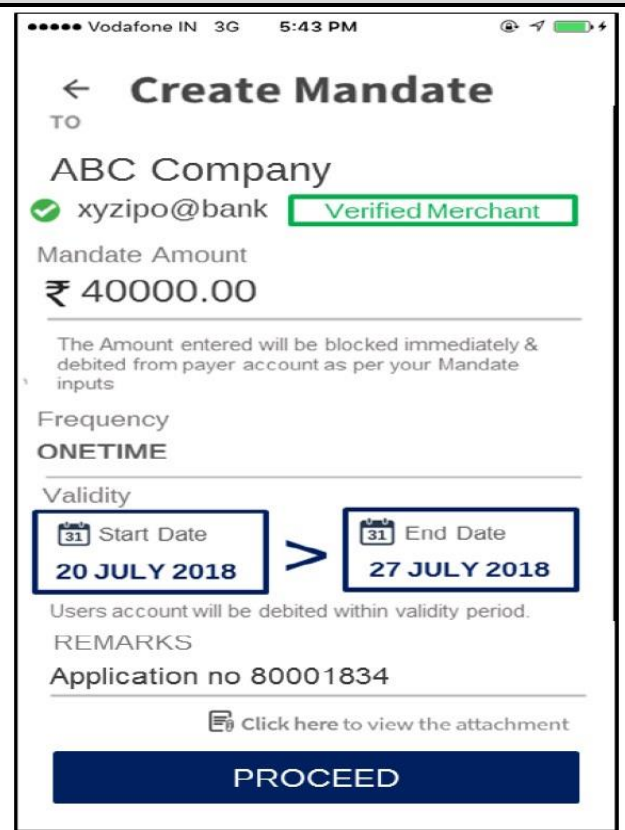 Vodafone IN 3G 5:43 PM
← Create Mandate
TO
ABC Company
xyzipo@bank Verified Merchant
Mandate Amount
₹ 40000.00
The Amount entered will be blocked immediately &
debited from payer account as per your Mandate
inputs
Frequency
ONETIME
Validity
31 Start Date > 31 End Date
20 JULY 2018 27 JULY 2018
Users account will be debited within validity period.
REMARKS
Application no 80001834
Click here to view the attachment
PROCEED